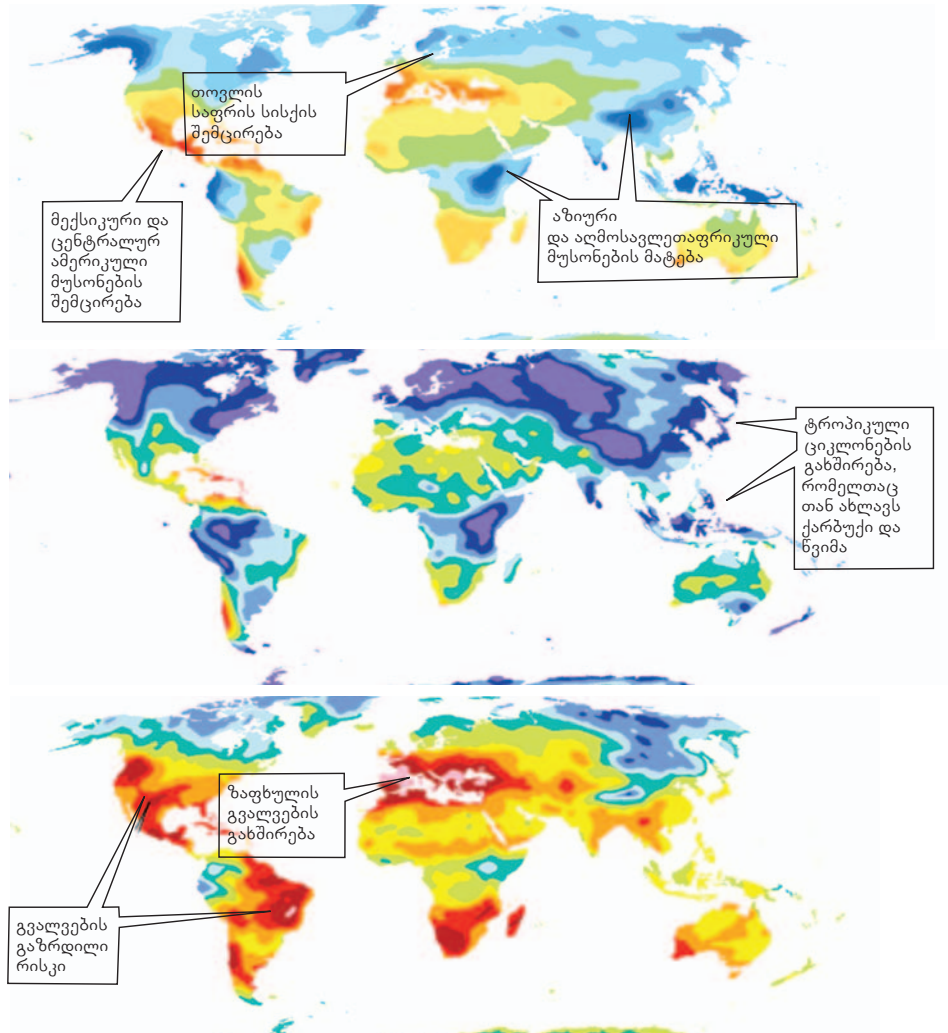 თოვლის
საფრის სისქის
შემცირება
მექსიკური და
ცენტრალურ
ამერიკული
მუსონების
შემცირება
აზიური
და აღმოსავლეთაფრიკული
მუსონების მატება
ტროპიკული
ციკლონების
გახშირება,
რომელთაც
თან ახლავს
ქარბუქი და
წვიმა
ზაფხულის
გვალვების
გახშირება
გვალვების
გაზრდილი
რისკი